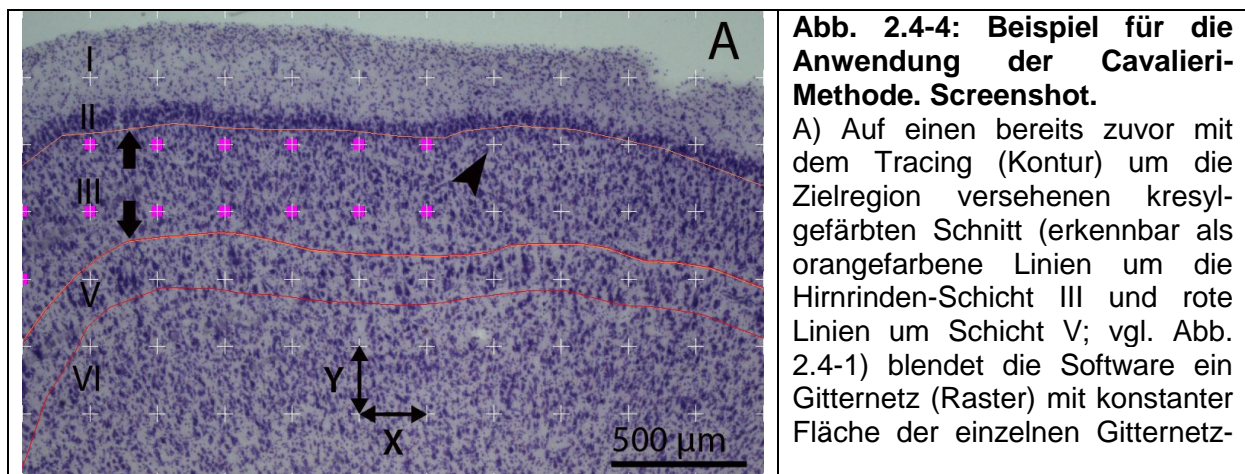 A
I
II
III
V
VI
Y
X
500 µm
Abb. 2.4-4: Beispiel für die
Anwendung der Cavalieri-
Methode. Screenshot.
A) Auf einen bereits zuvor mit
dem Tracing (Kontur) um die
Zielregion versehenen kresyl-
gefärbten Schnitt (erkennbar als
orangefarbene Linien um die
Hirnrinden-Schicht III und rote
Linien um Schicht V; vgl. Abb.
2.4-1) blendet die Software ein
Gitternetz (Raster) mit konstanter
Fläche der einzelnen Gitternetz-